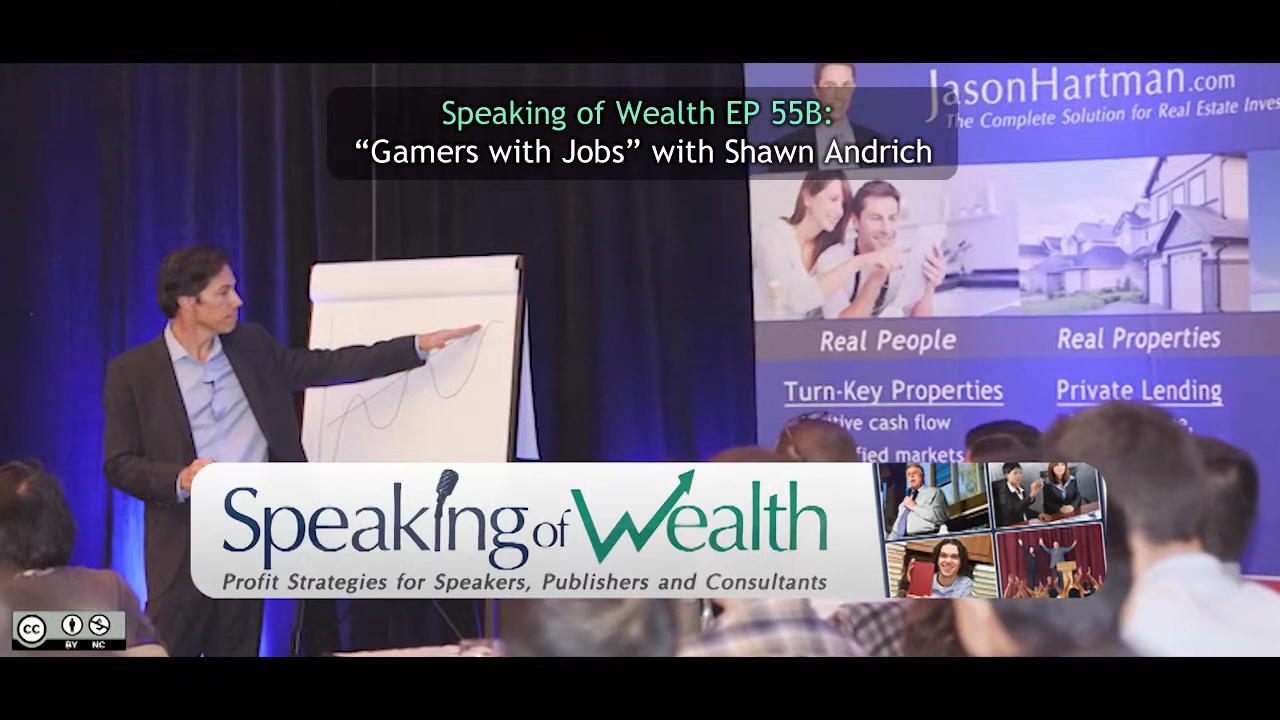 Speaking of Wealth EP 55B:
“Gamers with Jobs” with Shawn Andrich
JasonHartman.com
The Complete Solution for Real Estate
Real People
Real Properties
Turn-Key Properties
Private Lending
cash flow
markets
Speaking of Wealth
Profit Strategies for Speakers, Publishers and Consultants
cc
BY NC